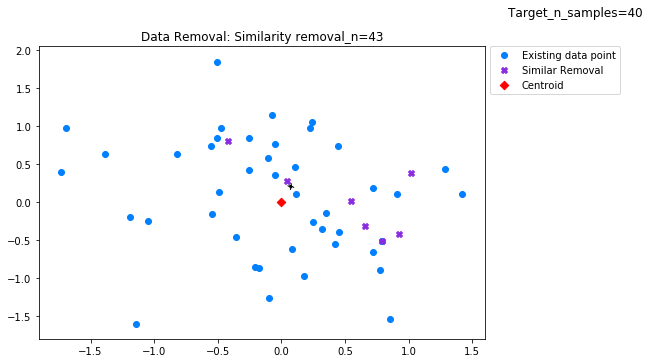 Target_n_samples=40
Data Removal: Similarity removal_n=43
Existing data point
Similar Removal
Centroid
2.0
1.5
1.0
0.5
0.0
−0.5
−1.0
−1.5
−1.5 −1.0 −0.5 0.0 0.5 1.0 1.5